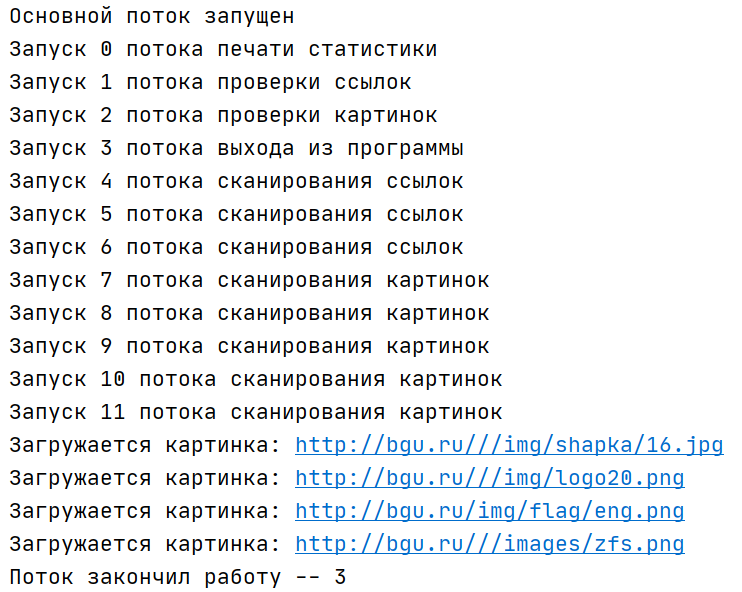 Основной поток запущен
Запуск 0 потока печати статистики
Запуск 1 потока проверки ссылок
Запуск 2 потока проверки картинок
Запуск 3 потока выхода из программы
Запуск 4 потока сканирования ссылок
Запуск 5 потока сканирования ссылок
Запуск 6 потока сканирования ссылок
Запуск 7 потока сканирования картинок
Запуск 8 потока сканирования картинок
Запуск 9 потока сканирования картинок
Запуск 10 потока сканирования картинок
Запуск 11 потока сканирования картинок
Загружается картинка: http://bgu.ru///img/shapka/16.jpg
Загружается картинка: http://bgu.ru///img/logo20.png
Загружается картинка: http://bgu.ru/img/flag/eng.png
Загружается картинка: http://bgu.ru///images/zfs.png
Поток закончил работу -- 3